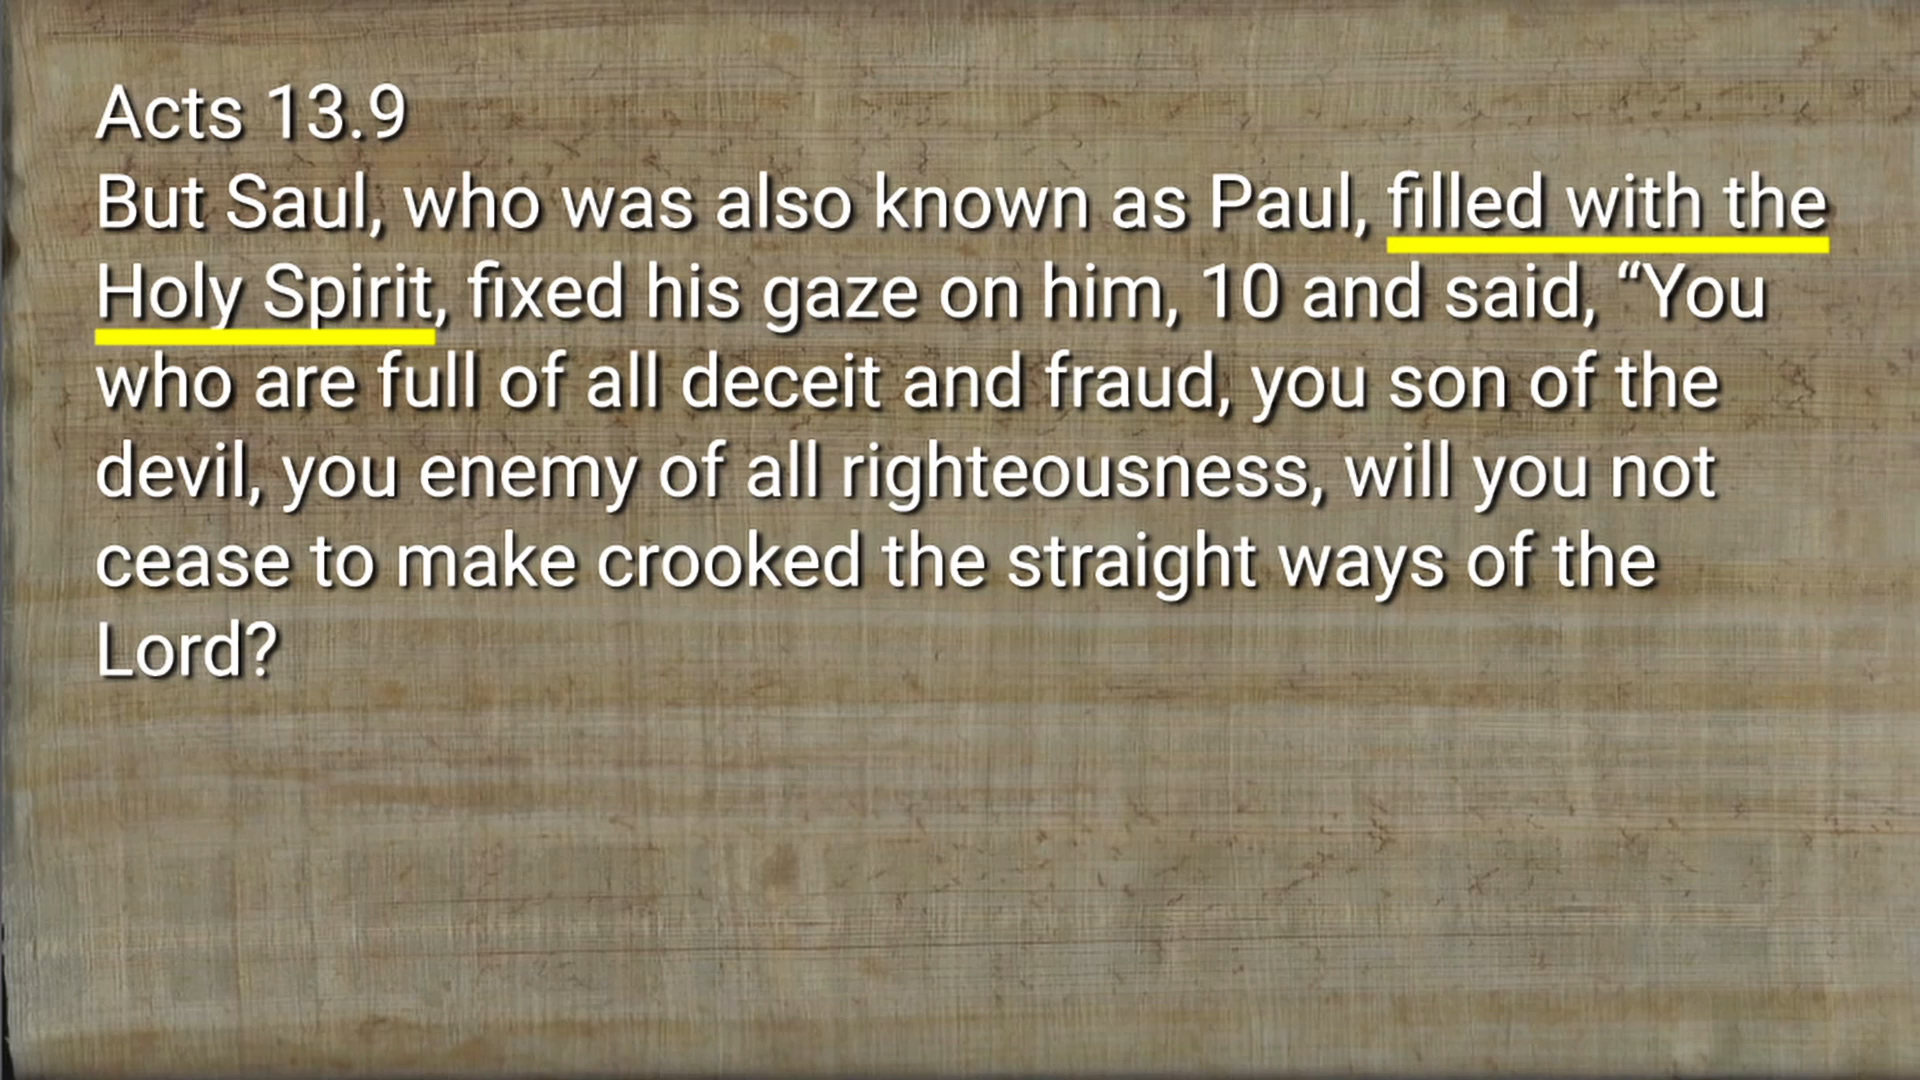 Acts 13.9
But Saul, who was also known as Paul, filled with the
Holy Spirit, fixed his gaze on him, 10 and said, “You
who are full of all deceit and fraud, you son of the
devil, you enemy of all righteousness, will you not
cease to make crooked the straight ways of the
Lord?